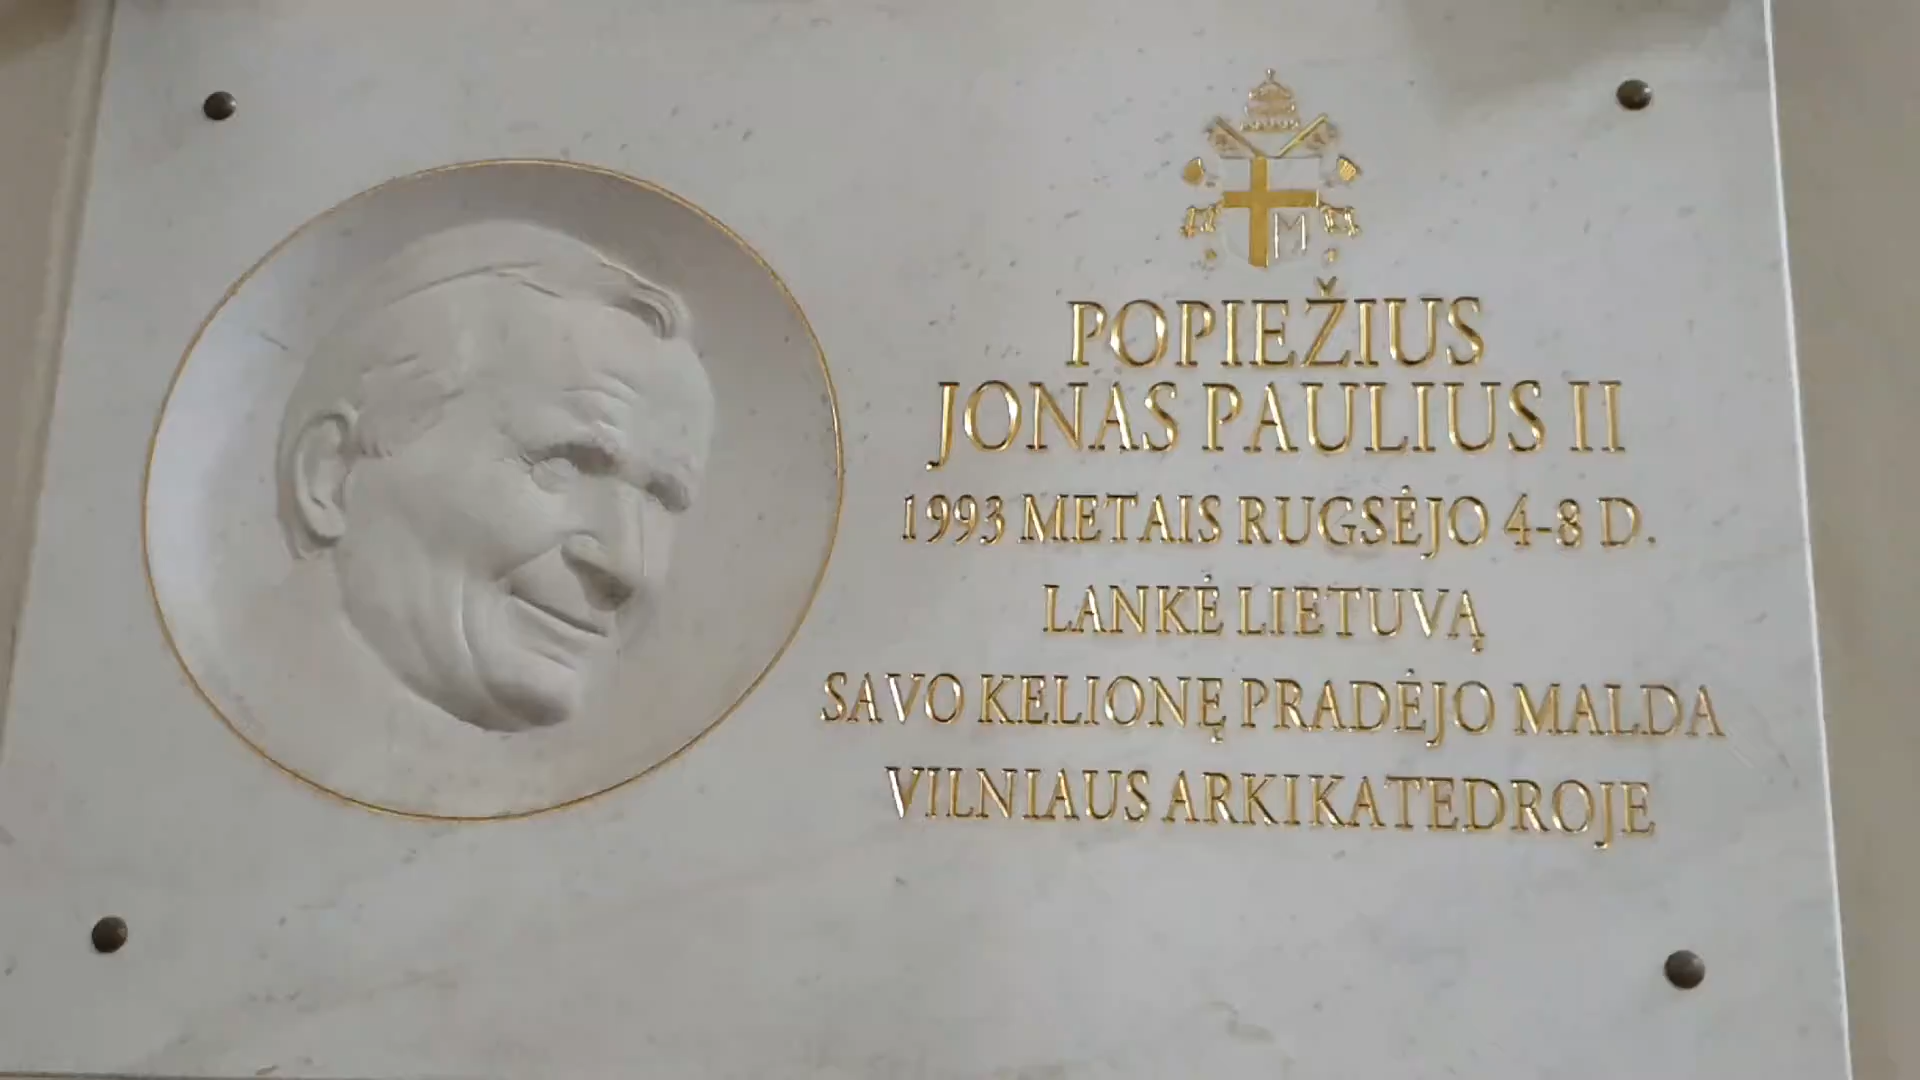 M
POPIEŽIUS
JONAS PAULIUS II
1993 METAIS RUGSĖJO 4-8 D.
LANKĖ LIETUVĄ
SAVO KELIONĘ PRADĖJO MALDA
VILNIAUS ARKIKATEDROJE